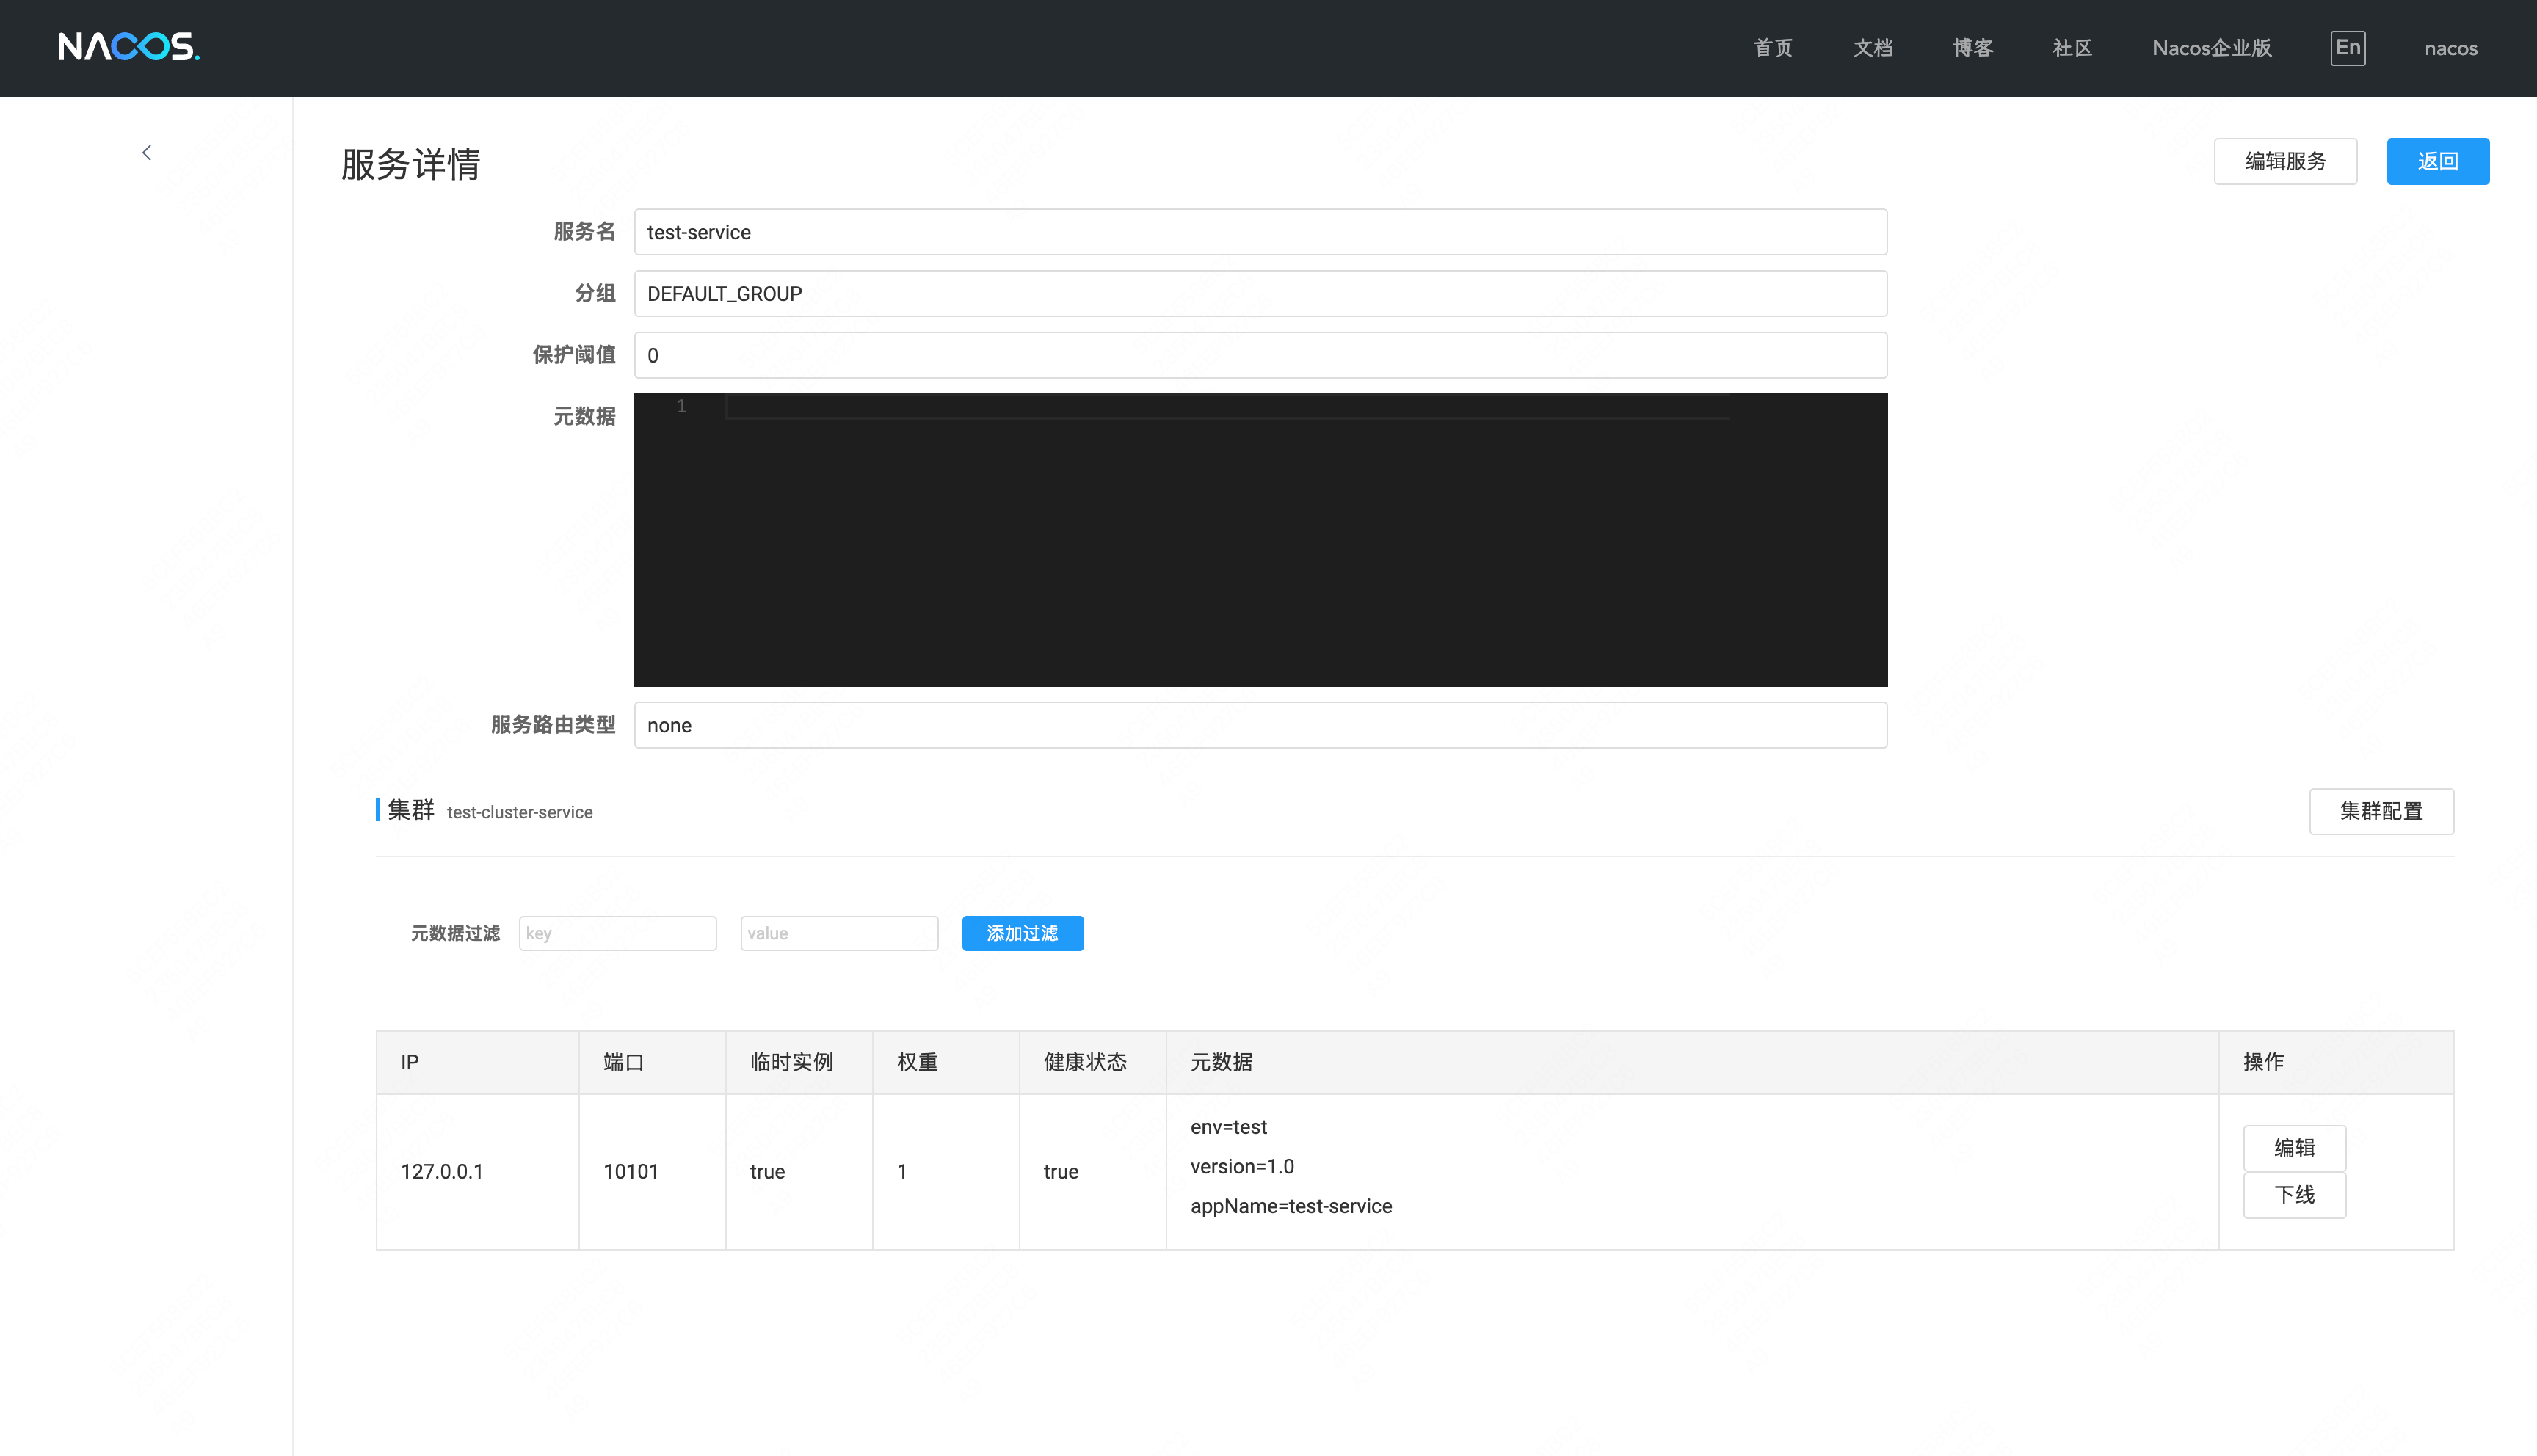 NACOS.
首页 文档 博客 社区 Nacos企业版 En nacos
服务详情 编辑服务 返回
服务名 test-service
分组 DEFAULT_GROUP
保护阈值 0
元数据 1
服务路由类型 none
集群 test-cluster-service 集群配置
元数据过滤 key value 添加过滤
IP 端口 临时实例 权重 健康状态 元数据 操作
127.0.0.1 10101 true 1 true
env=test
version=1.0
appName=test-service
编辑
下线